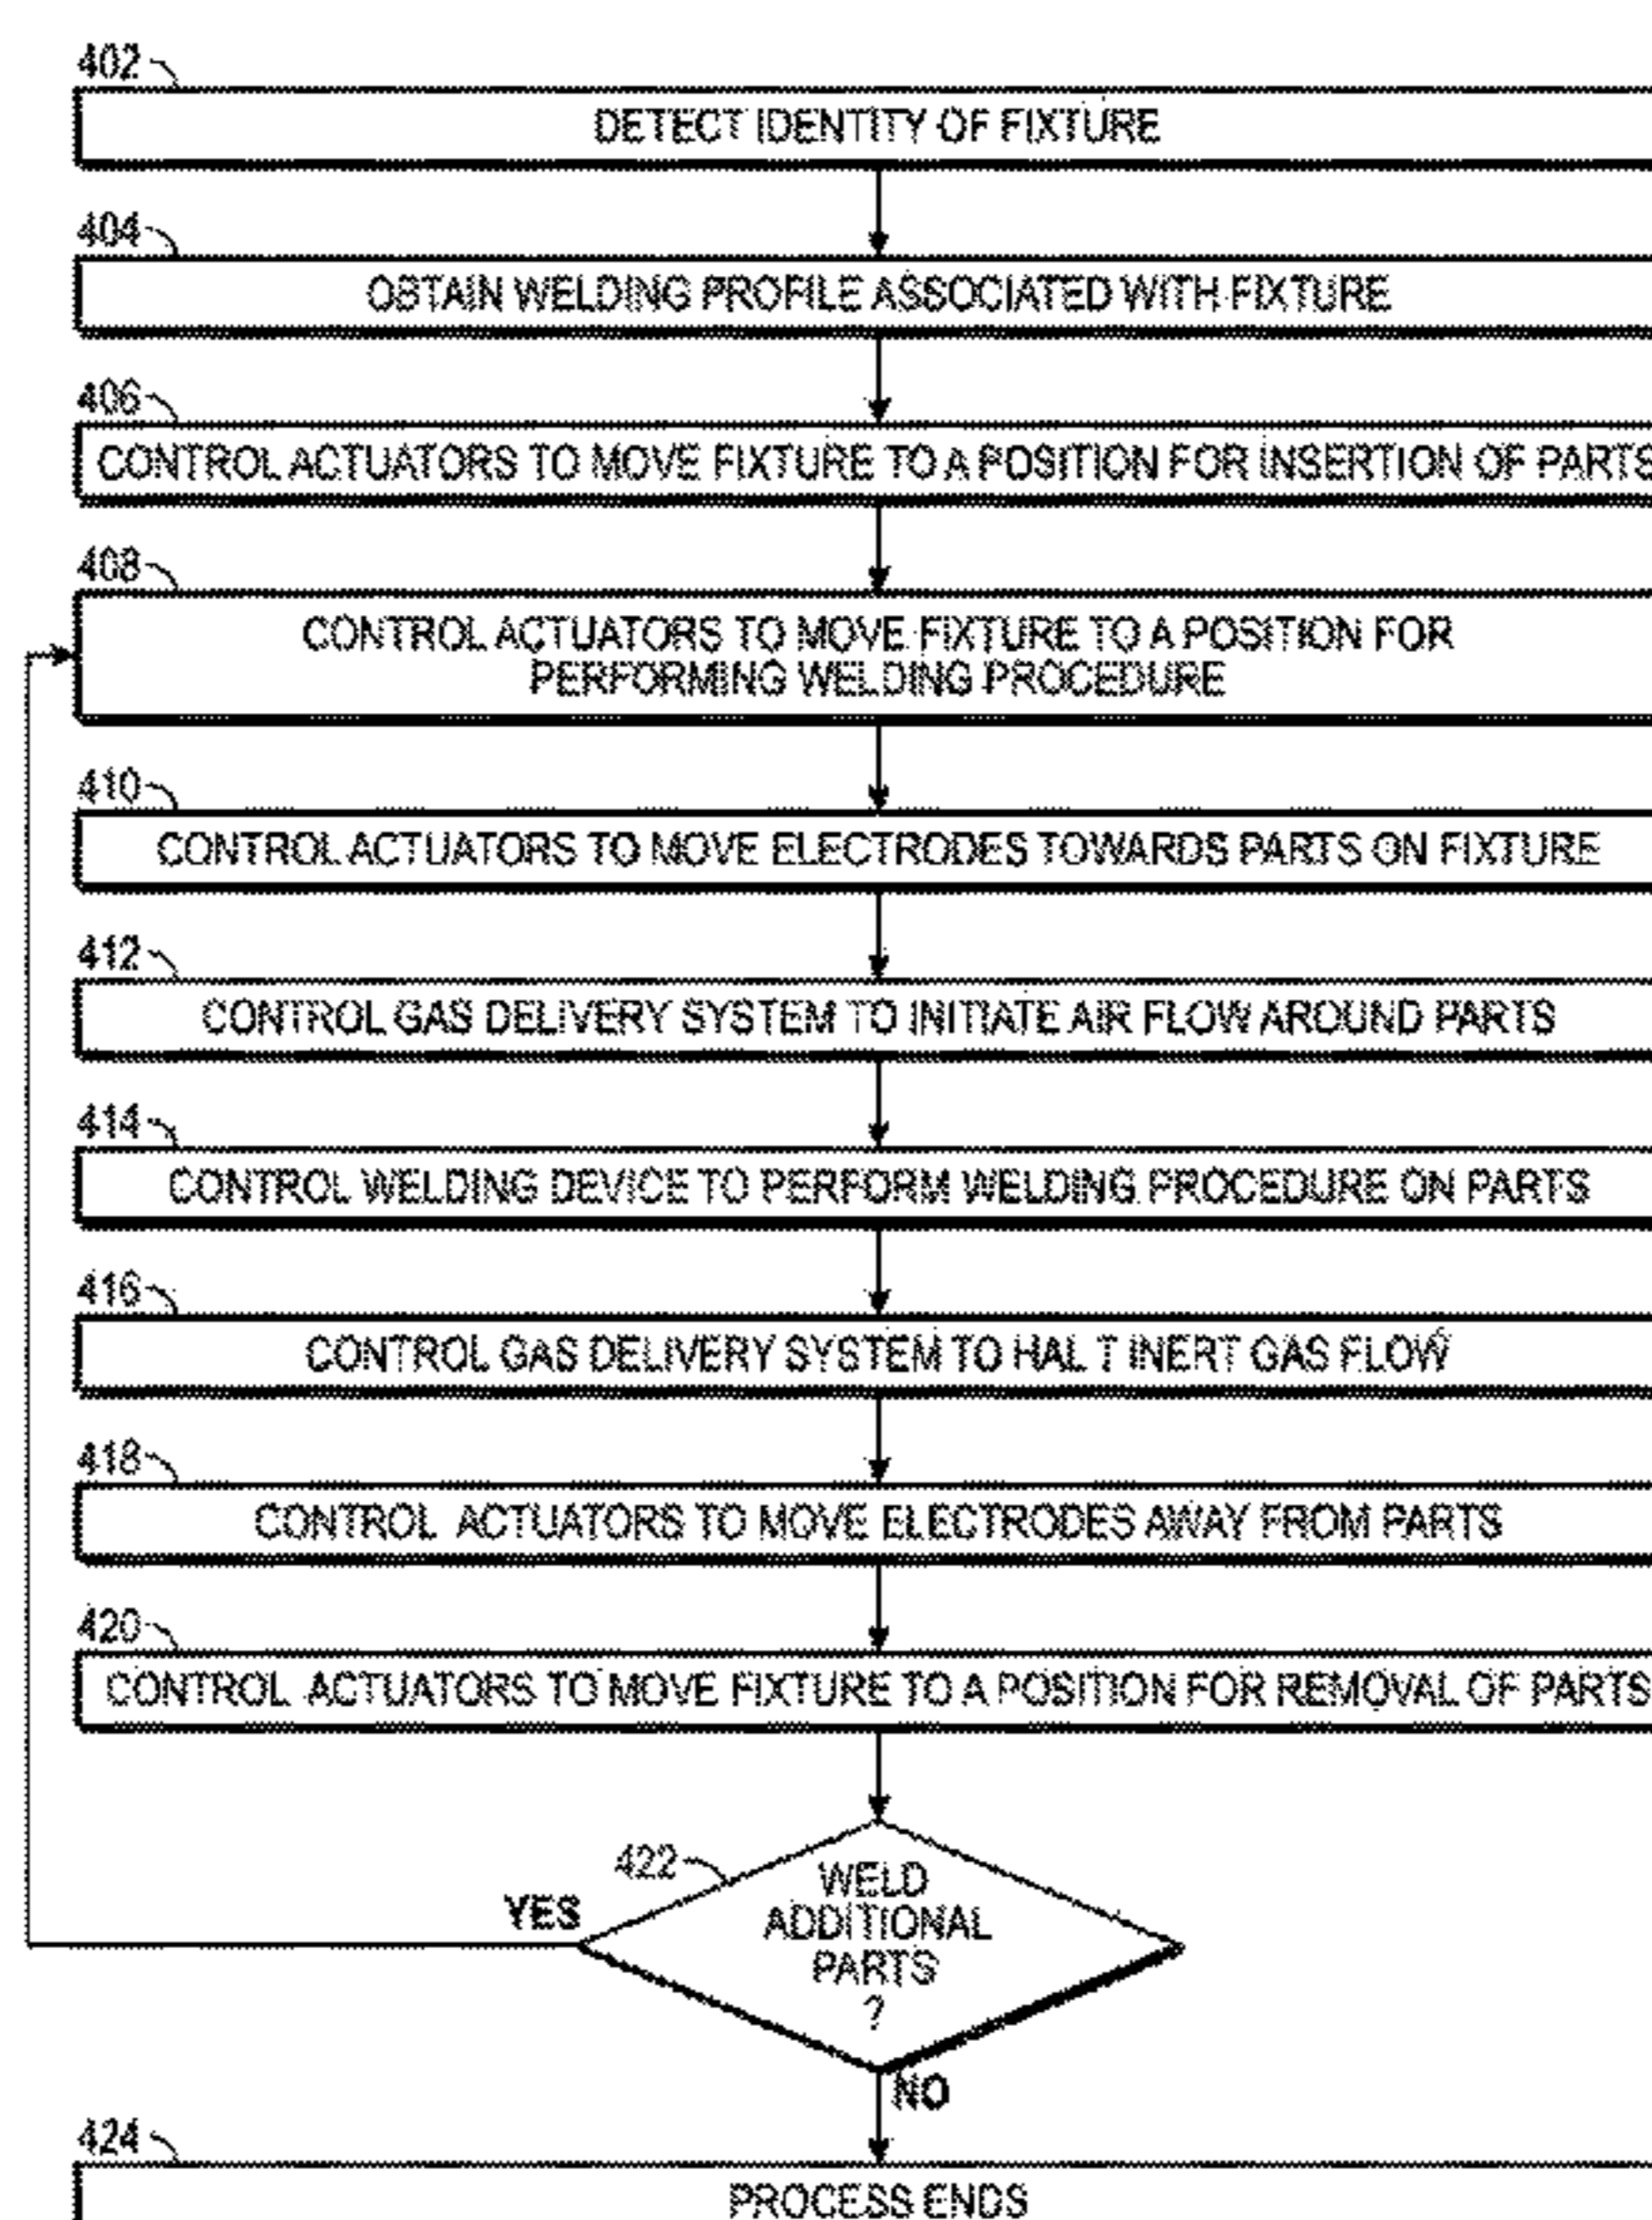 402
DETECT IDENTITY OF FIXTURE
404
OBTAIN WELDING PROFILE ASSOCIATED WITH FIXTURE
406
CONTROL ACTUATORS TO MOVE FIXTURE TO A POSITION FOR INSERTION OF PARTS
408
CONTROL ACTUATORS TO MOVE FIXTURE TO A POSITION FOR
PERFORMING WELDING PROCEDURE
410
CONTROL ACTUATORS TO MOVE ELECTRODES TOWARDS PARTS ON FIXTURE
412
CONTROL GAS DELIVERY SYSTEM TO INITIATE AIR FLOW AROUND PARTS
414
CONTROL WELDING DEVICE TO PERFORM WELDING PROCEDURE ON PARTS
416
CONTROL GAS DELIVERY SYSTEM TO HALT INERT GAS FLOW
418
CONTROL ACTUATORS TO MOVE ELECTRODES AWAY FROM PARTS
420
CONTROL ACTUATORS TO MOVE FIXTURE TO A POSITION FOR REMOVAL OF PARTS
422
WELD
ADDITIONAL
PARTS
?
YES
NO
424
PROCESS ENDS